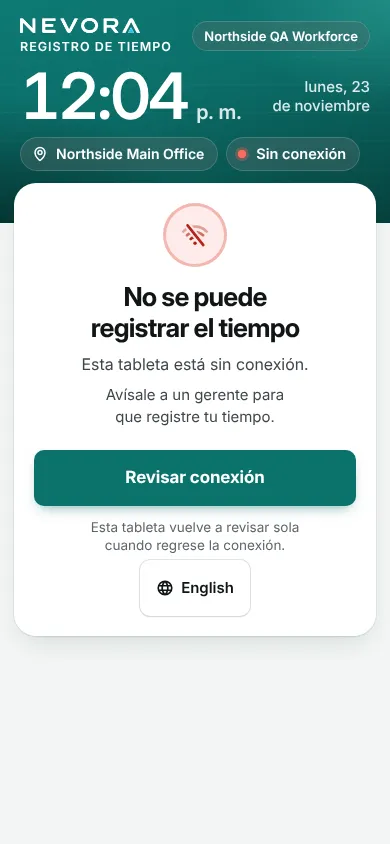 NEVORA
REGISTRO DE TIEMPO
Northside QA Workforce
12:04 p. m.
lunes, 23
de noviembre
Northside Main Office
Sin conexión
No se puede
registrar el tiempo
Esta tableta está sin conexión.
Avísale a un gerente para
que registre tu tiempo.
Revisar conexión
Esta tableta vuelve a revisar sola
cuando regrese la conexión.
English